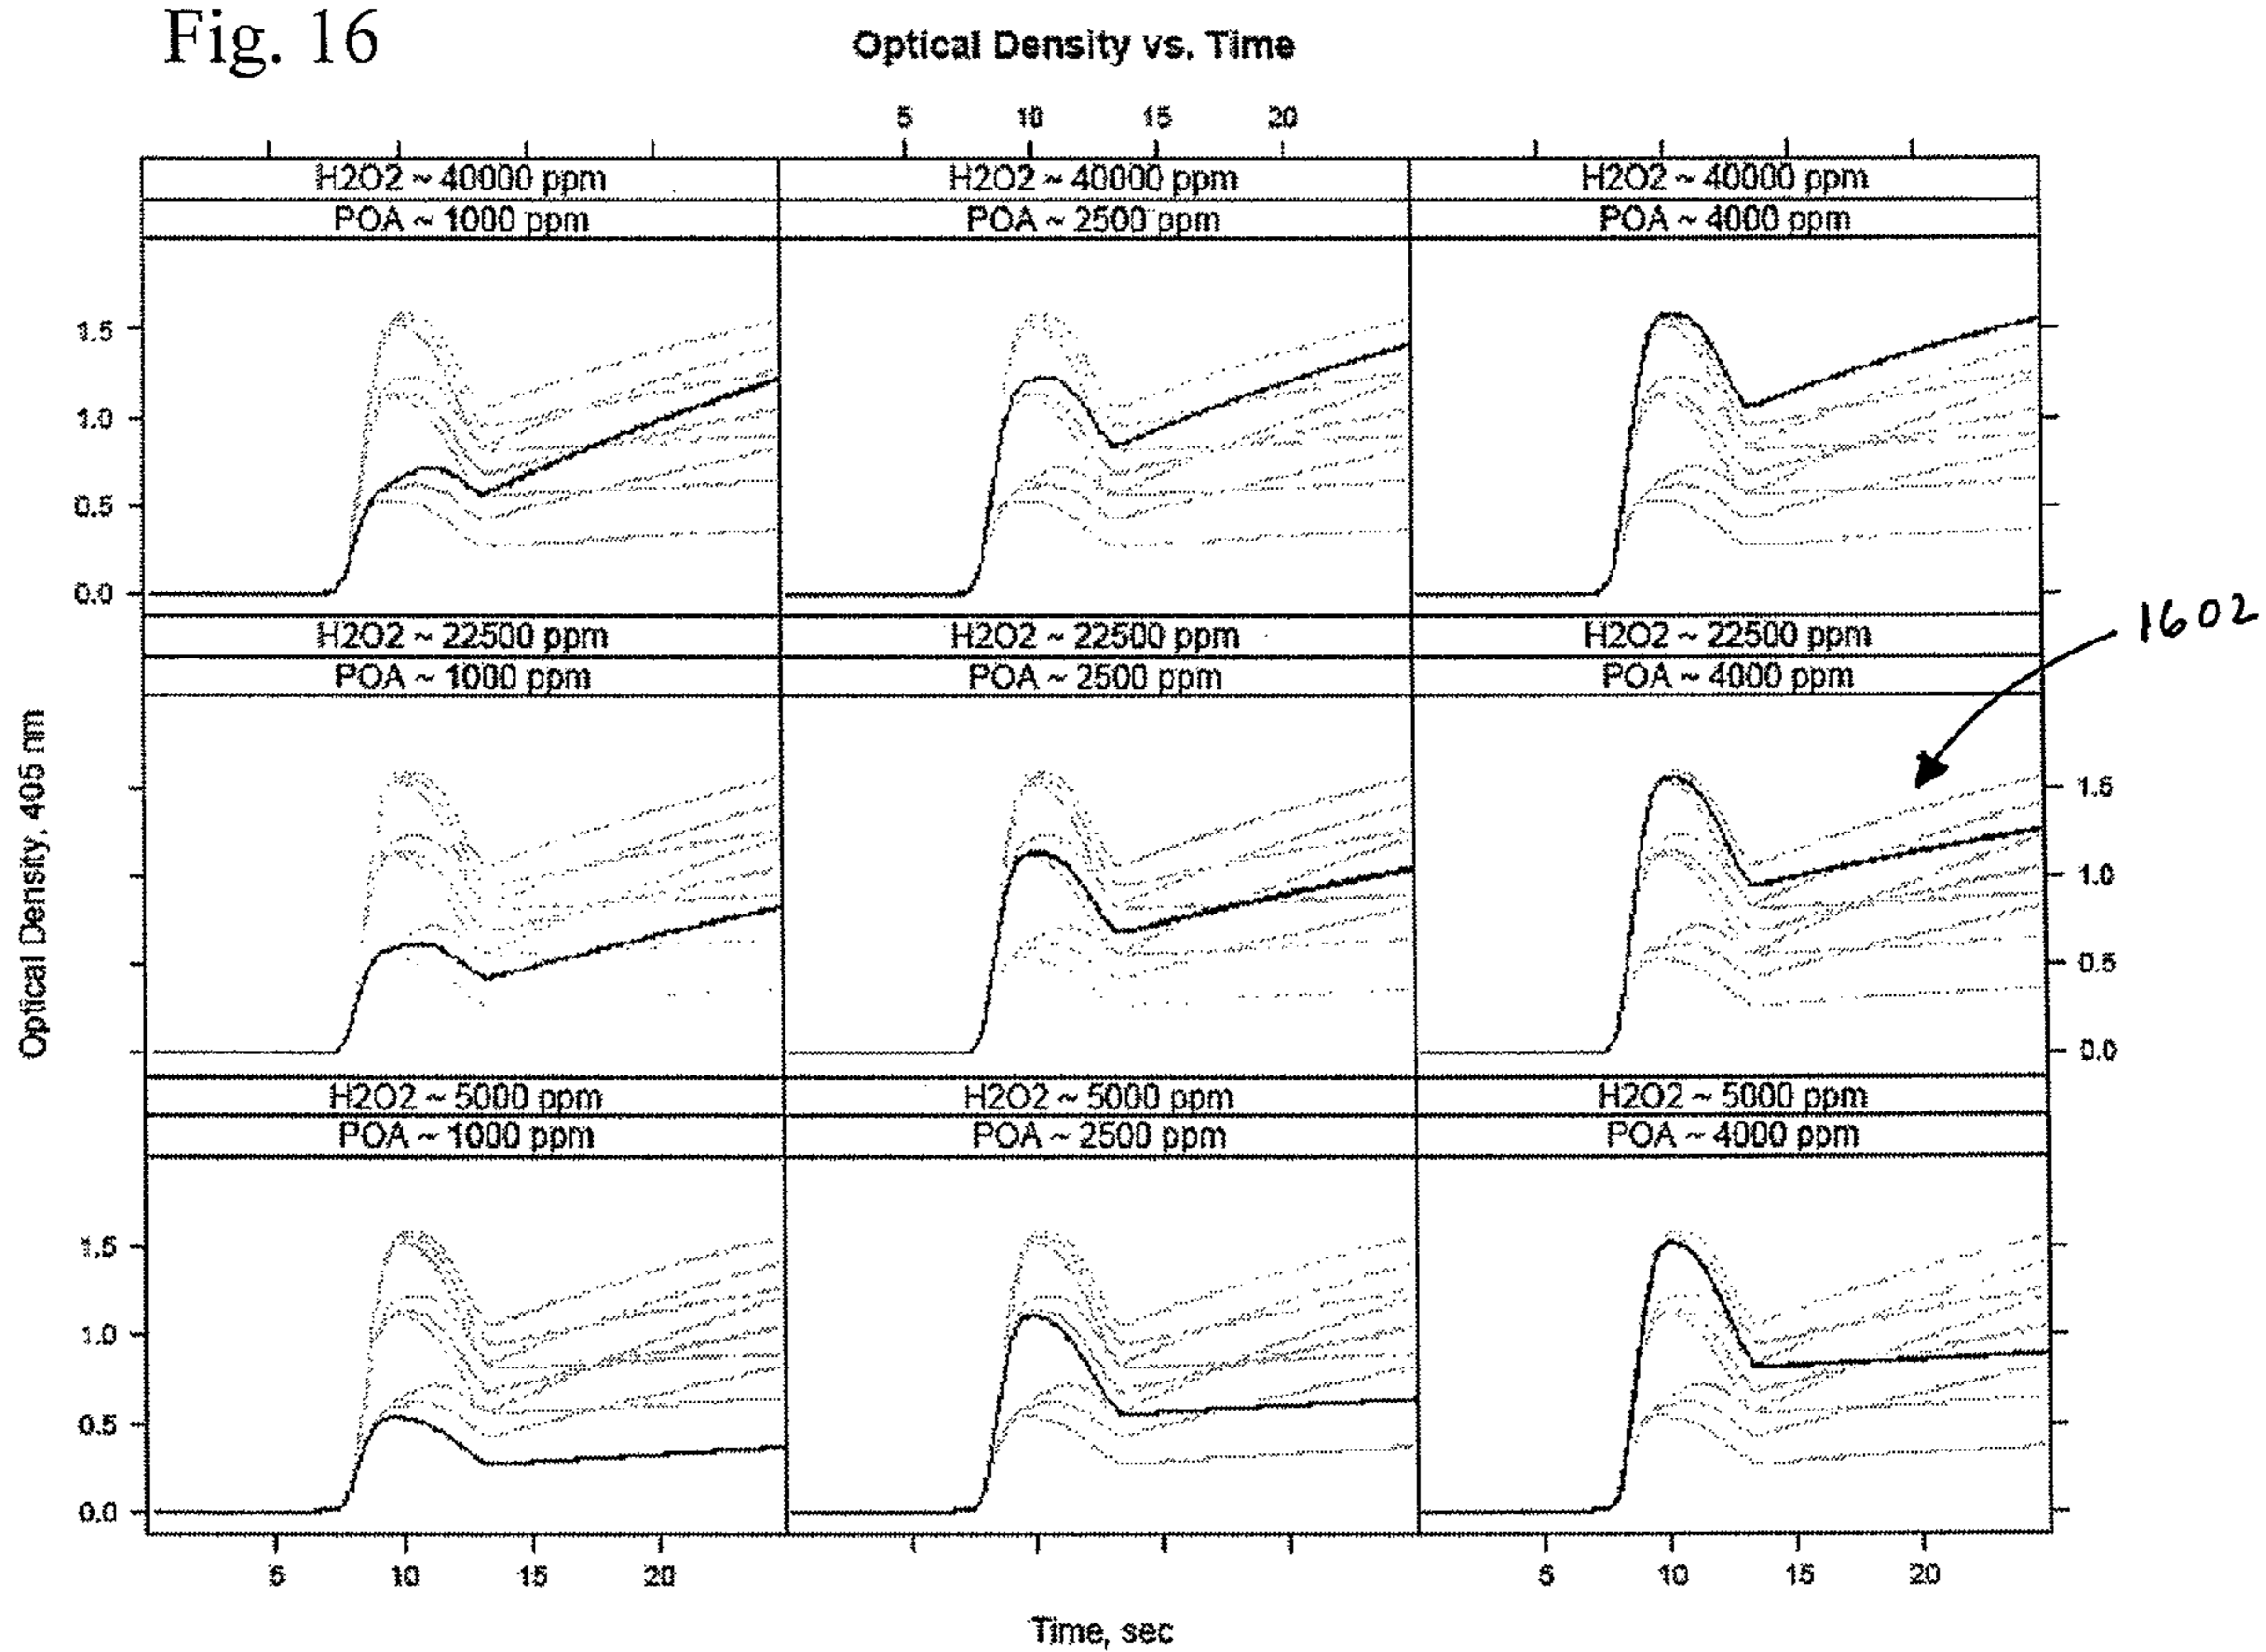 Fig. 16
Optical Density vs. Time
5 10 15 20
H2O2 ~ 40000 ppm H2O2 ~ 40000 ppm H2O2 ~ 40000 ppm
POA ~ 1000 ppm POA ~ 2500 ppm POA ~ 4000 ppm
1.5
1.0
0.5
0.0
1602
H2O2 ~ 22500 ppm H2O2 ~ 22500 ppm H2O2 ~ 22500 ppm
POA ~ 1000 ppm POA ~ 2500 ppm POA ~ 4000 ppm
Optical Density, 405 nm
1.5
1.0
0.5
0.0
H2O2 ~ 5000 ppm H2O2 ~ 5000 ppm H2O2 ~ 5000 ppm
POA ~ 1000 ppm POA ~ 2500 ppm POA ~ 4000 ppm
1.5
1.0
0.5
0.0
5 10 15 20 5 10 15 20
Time, sec